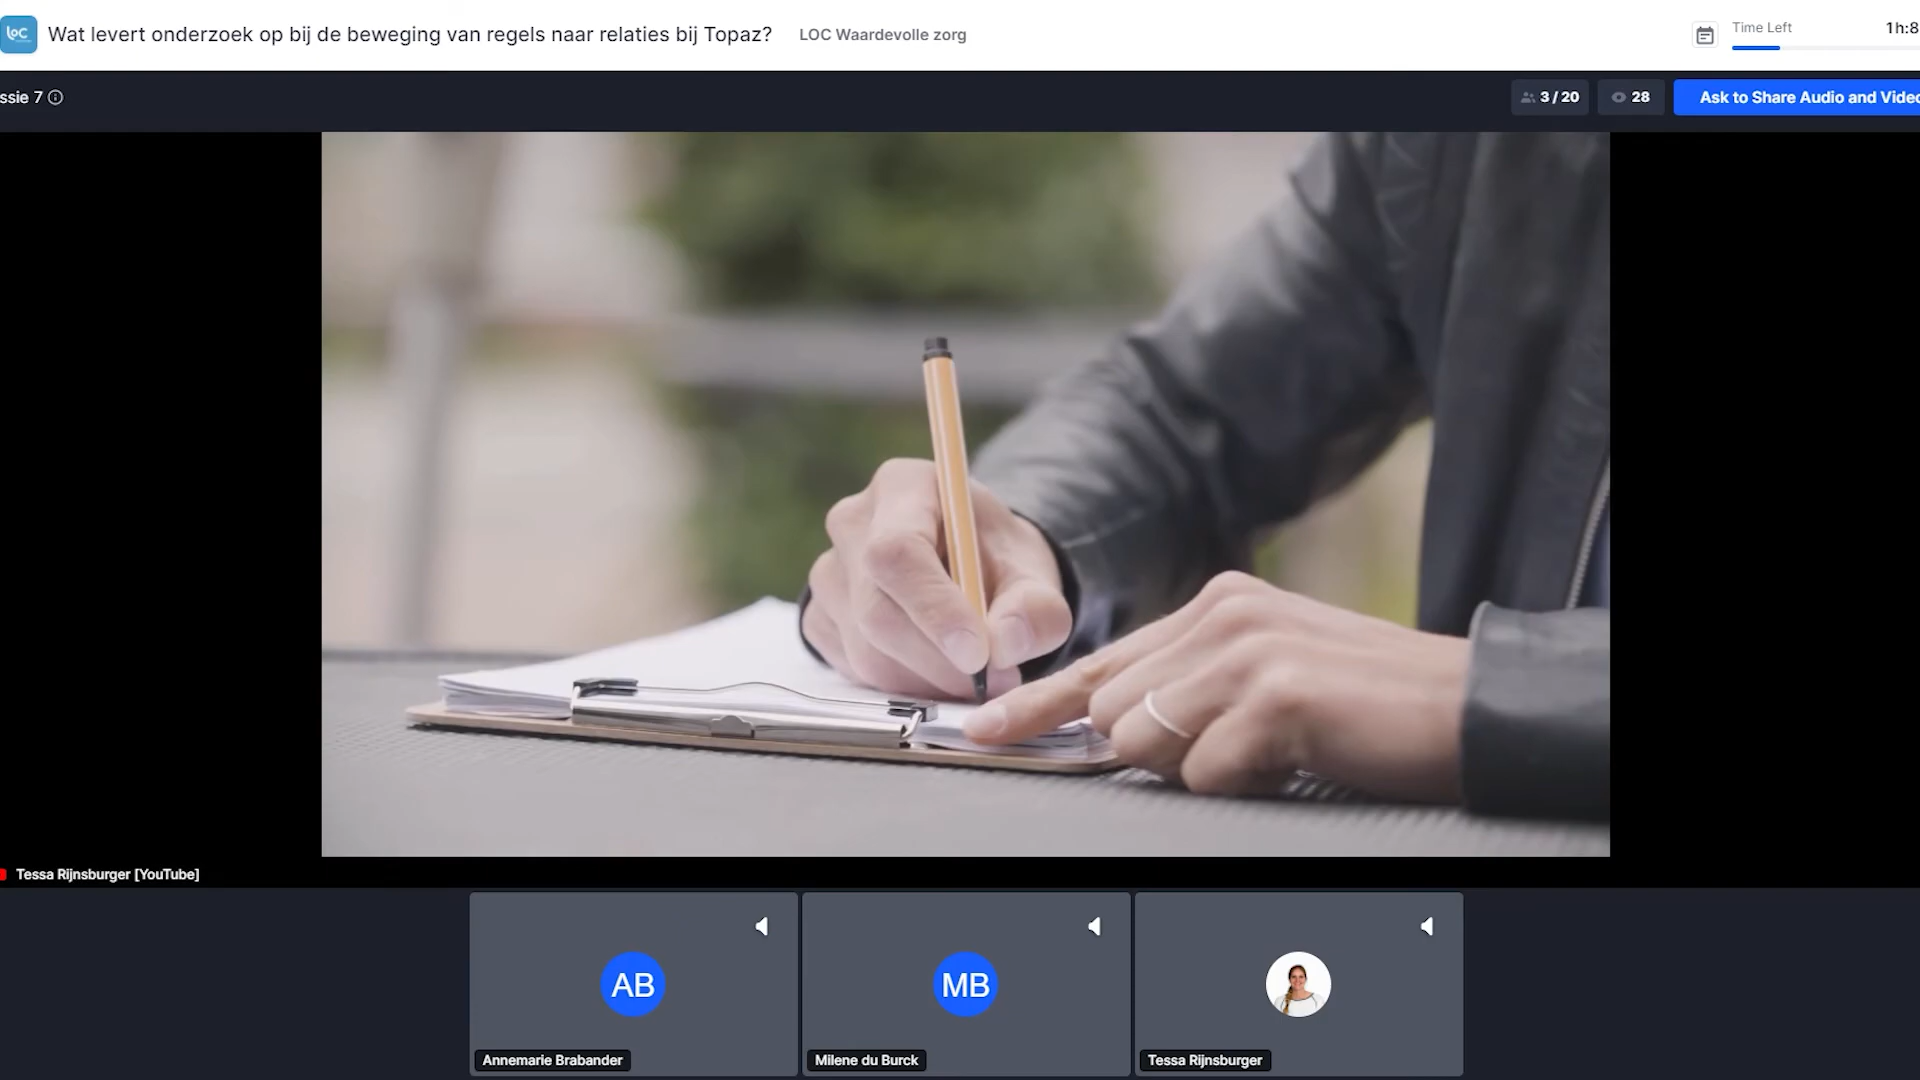 LOC
Wat levert onderzoek op bij de beweging van regels naar relaties bij Topaz?
LOC Waardevolle zorg
Time Left
1h:8
ssie 7
3 / 20
28
Ask to Share Audio and Video
Tessa Rijnsburger [YouTube]
AB
MB
Annemarie Brabander
Milene du Burck
Tessa Rijnsburger